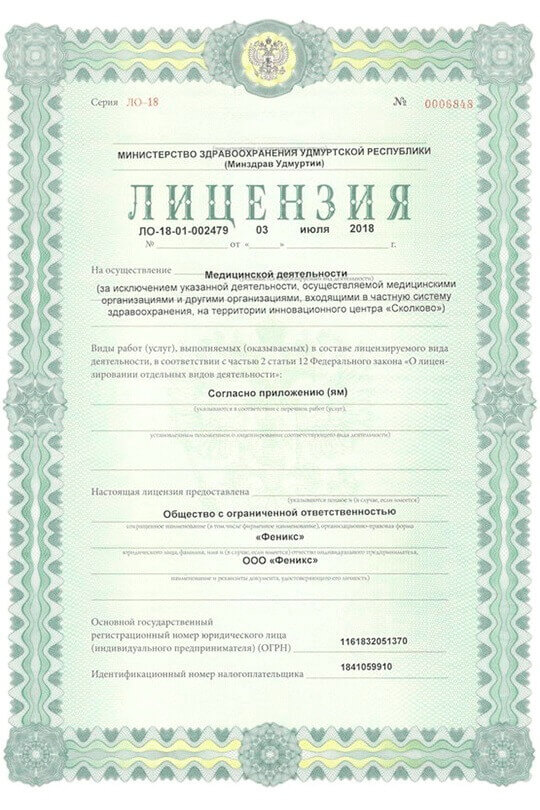 Серия ЛО-18 № 0006848
МИНИСТЕРСТВО ЗДРАВООХРАНЕНИЯ УДМУРТСКОЙ РЕСПУБЛИКИ
(Минздрав Удмуртии)
ЛИЦЕНЗИЯ
ЛО-18-01-002479 03 июля 2018
№ от « » г.
На осуществление
Медицинской деятельности
(за исключением указанной деятельности, осуществляемой медицинскими
организациями и другими организациями, входящими в частную систему
здравоохранения, на территории инновационного центра «Сколково»)
Виды работ (услуг), выполняемых (оказываемых) в составе лицензируемого вида
деятельности, в соответствии с частью 2 статьи 12 Федерального закона «О лицен-
зировании отдельных видов деятельности»:
Согласно приложению (ям)
(указываются в соответствии с перечнем работ (услуг),
установленным положением о лицензировании соответствующего вида деятельности)
Настоящая лицензия предоставлена
(указываются полное и (в случае, если имеется)
Общество с ограниченной ответственностью
сокращенное наименование (в том числе фирменное наименование), организационно-правовая форма
«Феникс»
юридического лица, фамилия, имя и (в случае, если имеется) отчество индивидуального предпринимателя,
ООО «Феникс»
наименование и реквизиты документа, удостоверяющего его личность)
Основной государственный
регистрационный номер юридического лица
(индивидуального предпринимателя) (ОГРН) 1161832051370
Идентификационный номер налогоплательщика 1841059910